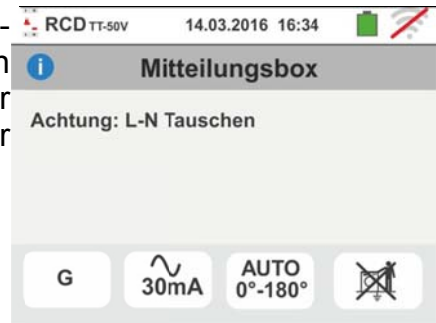 RCD TT-50V 14.03.2016 16:34
Mitteilungsbox
Achtung: L-N Tauschen
G
30mA
AUTO
0°-180°